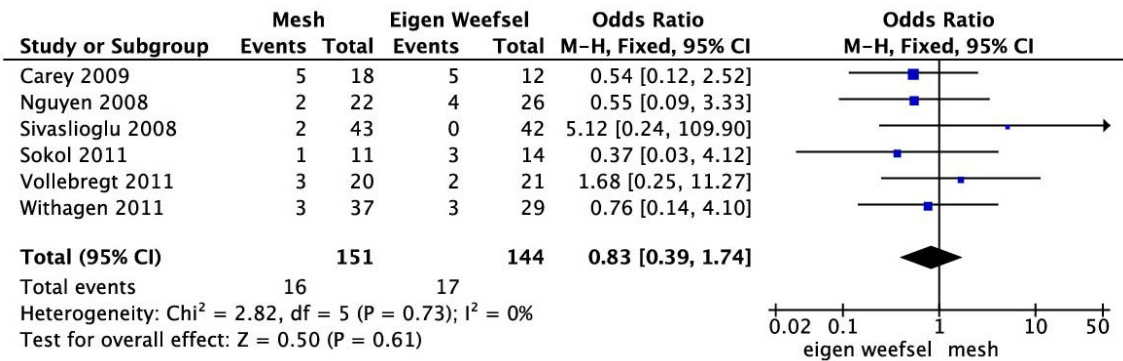 Mesh Eigen Weefsel Odds Ratio Odds Ratio
Study or Subgroup Events Total Events Total M-H, Fixed, 95% CI M-H, Fixed, 95% CI
Carey 2009 5 18 5 12 0.54 [0.12, 2.52]
Nguyen 2008 2 22 4 26 0.55 [0.09, 3.33]
Sivaslioglu 2008 2 43 0 42 5.12 [0.24, 109.90]
Sokol 2011 1 11 3 14 0.37 [0.03, 4.12]
Vollebregt 2011 3 20 2 21 1.68 [0.25, 11.27]
Withagen 2011 3 37 3 29 0.76 [0.14, 4.10]
Total (95% CI) 151 144 0.83 [0.39, 1.74]
Total events 16 17
Heterogeneity: Chi² = 2.82, df = 5 (P = 0.73); I² = 0%
Test for overall effect: Z = 0.50 (P = 0.61)
0.02 0.1 1 10 50
eigen weefsel mesh